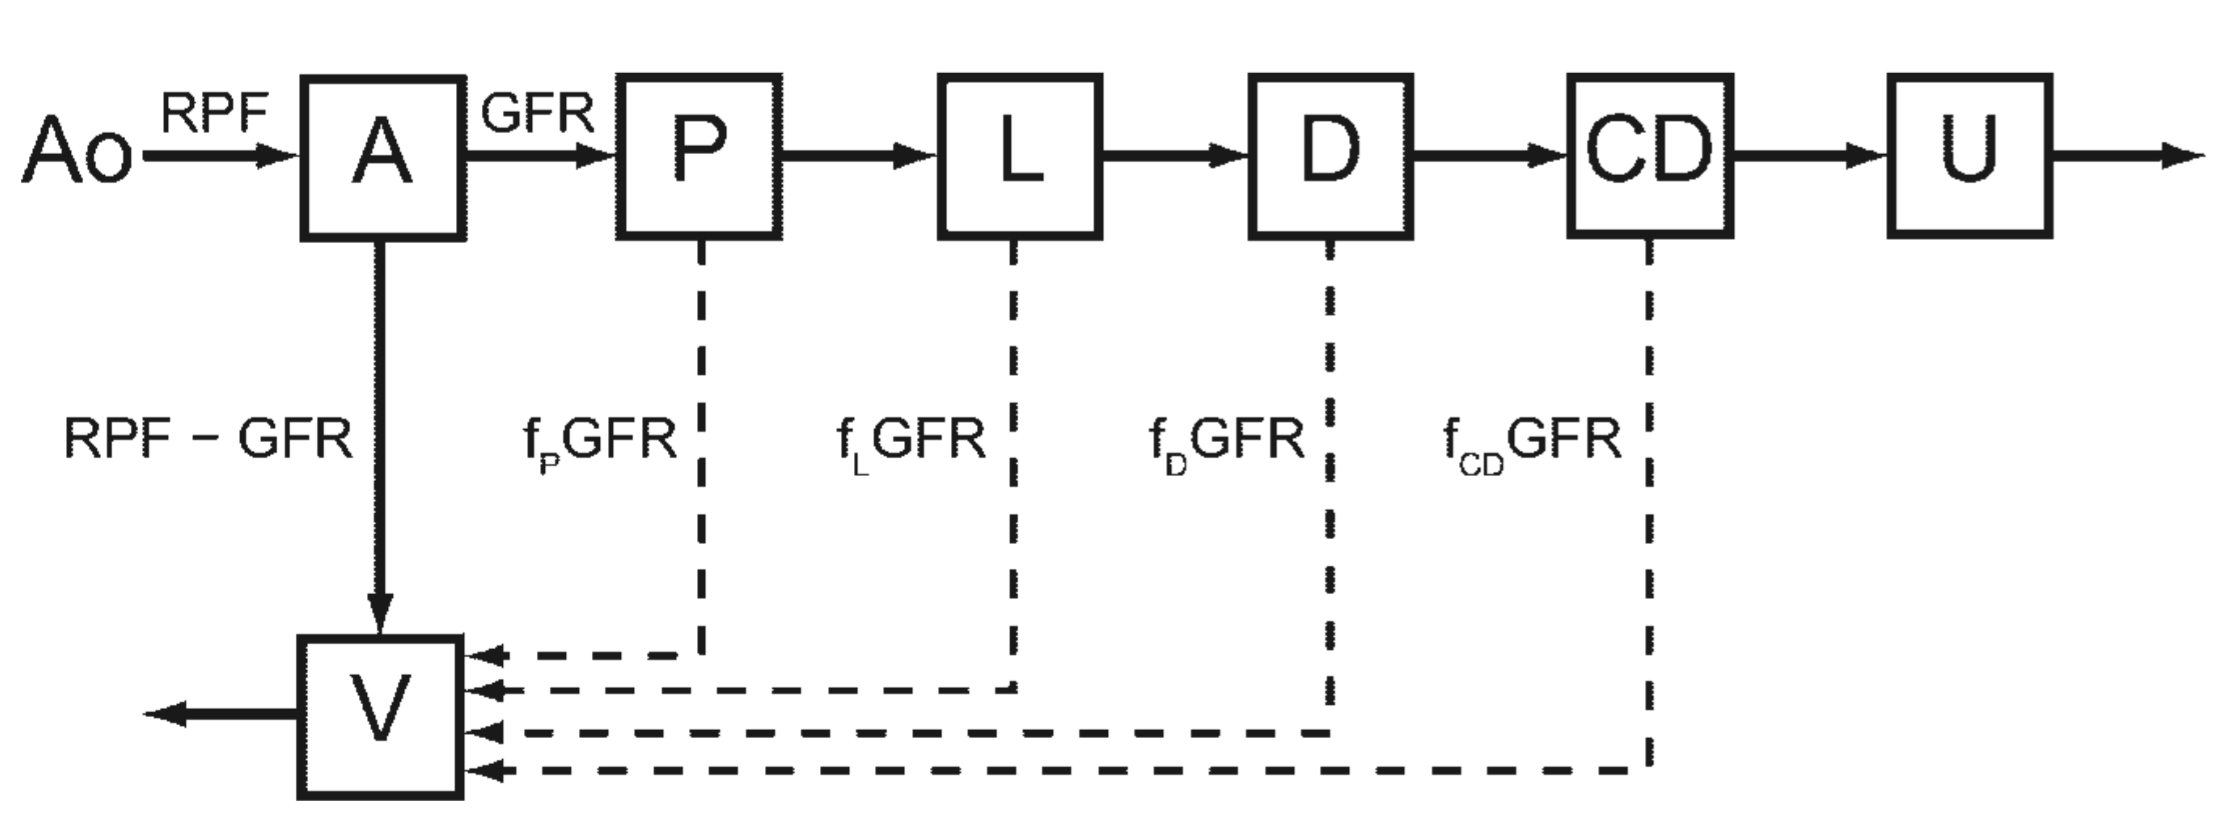 RPF GFR
Ao A P L D CD U
RPF – GFR fPGFR fLGFR fDGFR fCDGFR
V